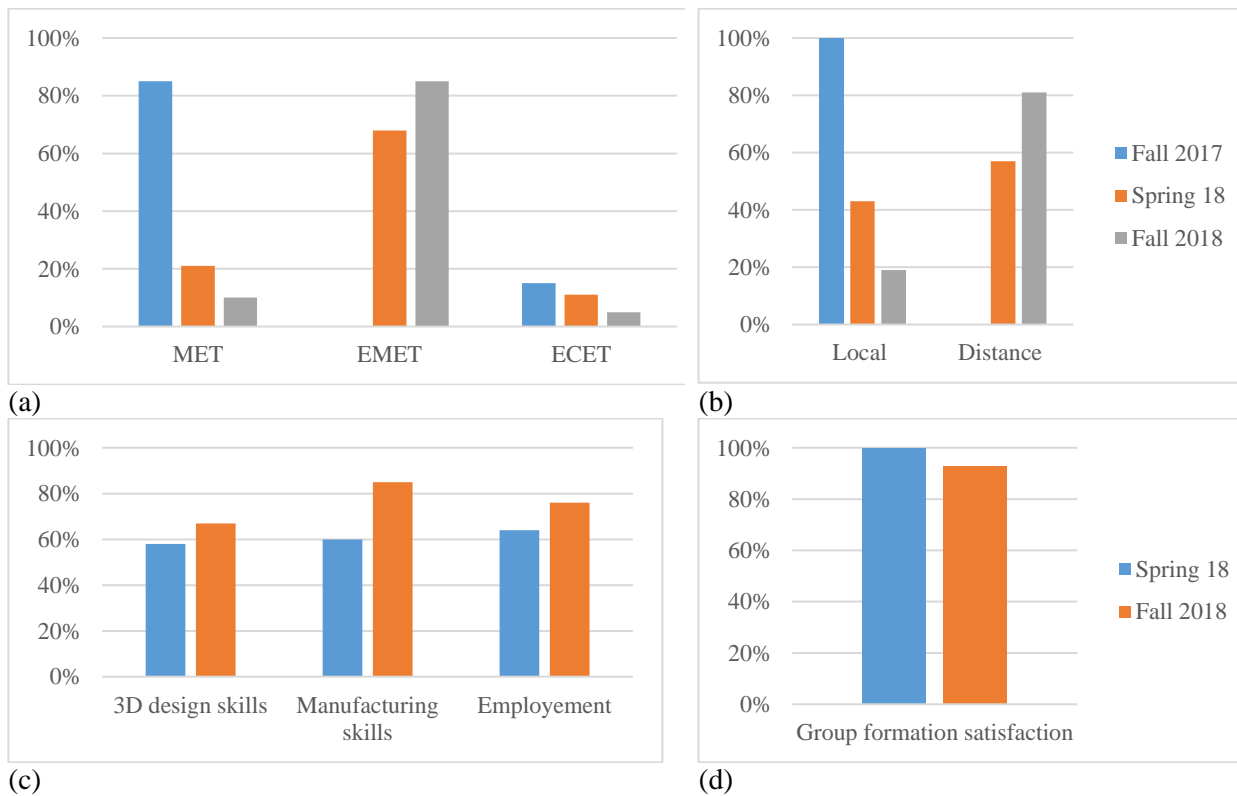 100%
80%
60%
40%
20%
0%
MET EMET ECET
(a)
100%
80%
60%
40%
20%
0%
Local Distance
Fall 2017
Spring 18
Fall 2018
(b)
100%
80%
60%
40%
20%
0%
3D design skills Manufacturing Employement
skills
(c)
100%
80%
60%
40%
20%
0%
Group formation satisfaction
Spring 18
Fall 2018
(d)